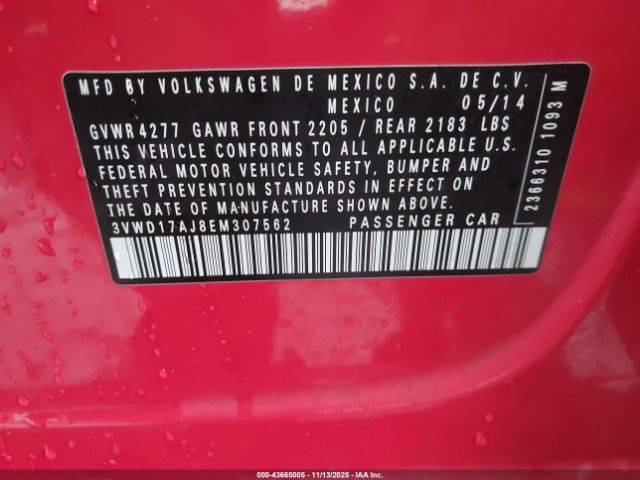 MFD BY VOLKSWAGEN DE MEXICO S.A. DE C.V.
MEXICO 05/14
GVWR 4277 GAWR FRONT 2205 / REAR 2183 LBS
THIS VEHICLE CONFORMS TO ALL APPLICABLE U.S.
FEDERAL MOTOR VEHICLE SAFETY, BUMPER AND
THEFT PREVENTION STANDARDS IN EFFECT ON
THE DATE OF MANUFACTURE SHOWN ABOVE.
3VWD17AJ8EM307562 PASSENGER CAR
2366310 1093 M
000-43665005 - 11/13/2025 - IAA Inc.